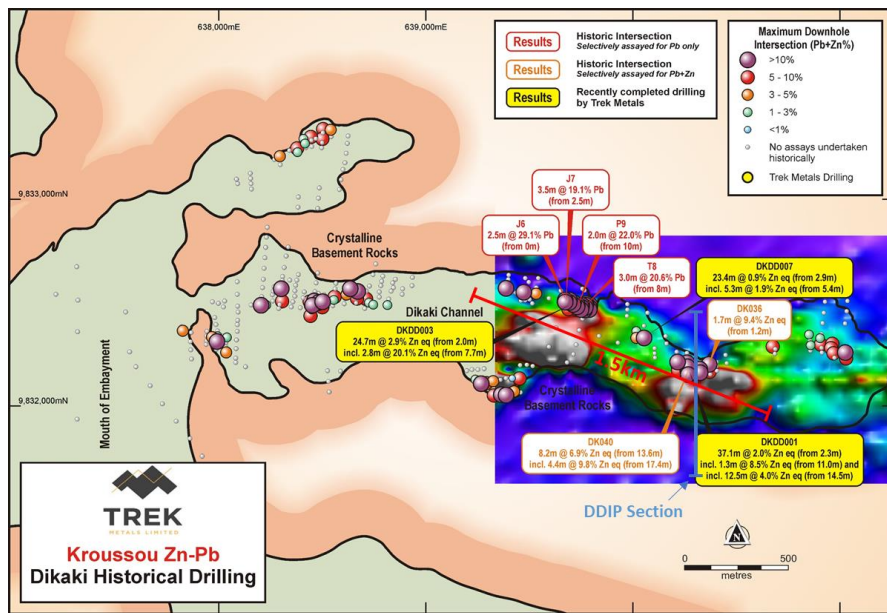 638,000mE
639,000mE
9,833,000mN
9,832,000mN
Results
Historic Intersection
Selectively assayed for Pb only
Results
Historic Intersection
Selectively assayed for Pb+Zn
Results
Recently completed drilling
by Trek Metals
Maximum Downhole
Intersection (Pb+Zn%)
>10%
5 - 10%
3 - 5%
1 - 3%
<1%
No assays undertaken
historically
Trek Metals Drilling
J7
3.5m @ 19.1% Pb
(from 2.5m)
J6
2.5m @ 29.1% Pb
(from 0m)
P9
2.0m @ 22.0% Pb
(from 10m)
T8
3.0m @ 20.6% Pb
(from 8m)
DKDD007
23.4m @ 0.9% Zn eq (from 2.9m)
incl. 5.3m @ 1.9% Zn eq (from 5.4m)
DK036
1.7m @ 9.4% Zn eq
(from 1.2m)
Crystalline
Basement Rocks
Dikaki Channel
DKDD003
24.7m @ 2.9% Zn eq (from 2.0m)
incl. 2.8m @ 20.1% Zn eq (from 7.7m)
1.5km
Mouth of Embayment
Crystalline
Basement Rocks
DK040
8.2m @ 6.9% Zn eq (from 13.6m)
incl. 4.4m @ 9.8% Zn eq (from 17.4m)
DKDD001
37.1m @ 2.0% Zn eq (from 2.3m)
incl. 1.3m @ 8.5% Zn eq (from 11.0m) and
incl. 12.5m @ 4.0% Zn eq (from 14.5m)
DDIP Section
TREK
METALS LIMITED
Kroussou Zn-Pb
Dikaki Historical Drilling
N
0
500
metres